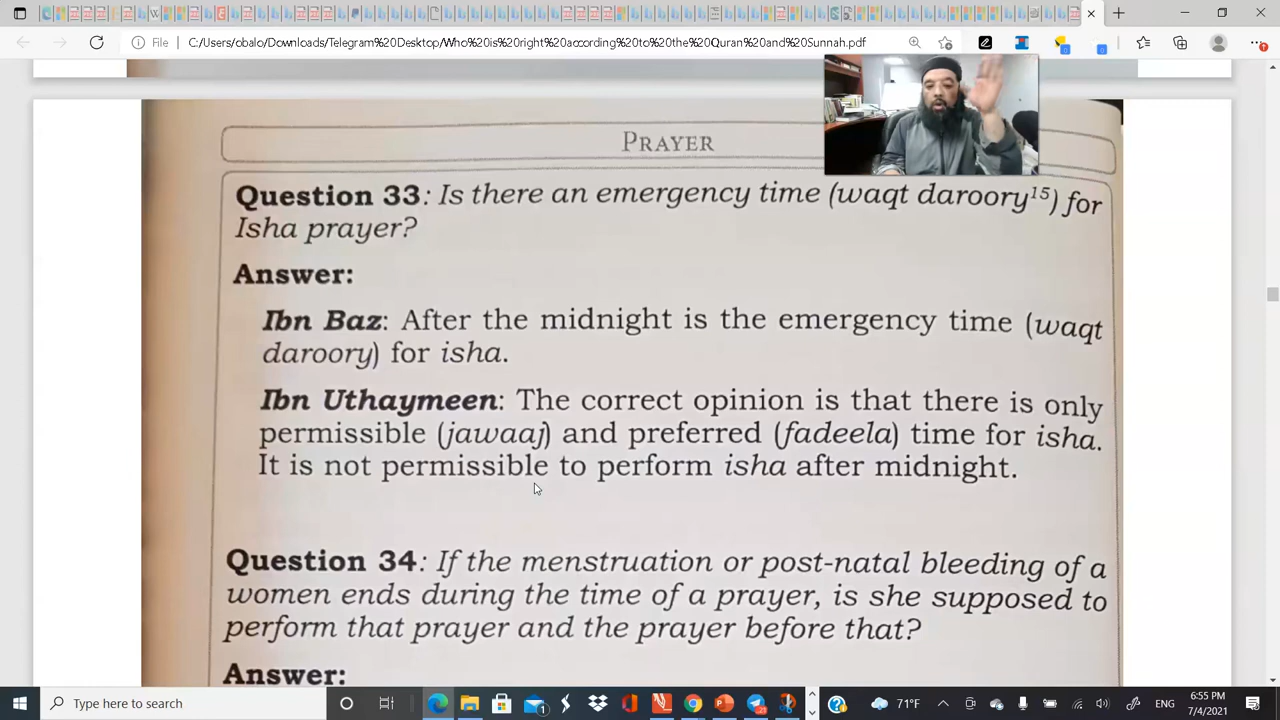 File
C:/Users/obalo/Downloads/Telegram%20Desktop/Who%20is%20right%20according%20to%20the%20Quran%20and%20Sunnah.pdf
PRAYER
Question 33: Is there an emergency time (waqt daroory15) for
Isha prayer?
Answer:
Ibn Baz: After the midnight is the emergency time (waqt
daroory) for isha.
Ibn Uthaymeen: The correct opinion is that there is only
permissible (jawaaj) and preferred (fadeela) time for isha.
It is not permissible to perform isha after midnight.
Question 34: If the menstruation or post-natal bleeding of a
women ends during the time of a prayer, is she supposed to
perform that prayer and the prayer before that?
Answer:
Type here to search
71°F
ENG
6:55 PM
7/4/2021